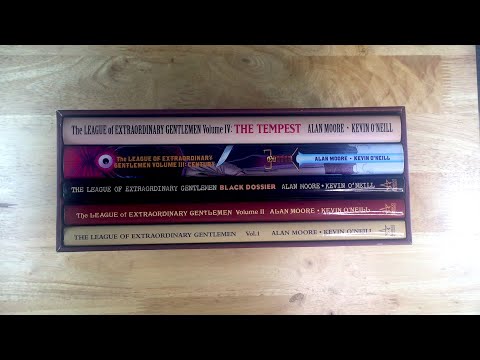 The LEAGUE of EXTRAORDINARY GENTLEMEN Volume IV: THE TEMPEST ALAN MOORE • KEVIN O'NEILL
The LEAGUE OF EXTRAORDINARY
GENTLEMEN VOLUME III: CENTURY
ALAN MOORE • KEVIN O'NEILL
THE LEAGUE OF EXTRAORDINARY GENTLEMEN BLACK DOSSIER ALAN MOORE • KEVIN O'NEILL
The LEAGUE OF EXTRAORDINARY GENTLEMEN Volume II ALAN MOORE • KEVIN O'NEILL
THE LEAGUE OF EXTRAORDINARY GENTLEMEN Vol. 1 ALAN MOORE • KEVIN O'NEILL